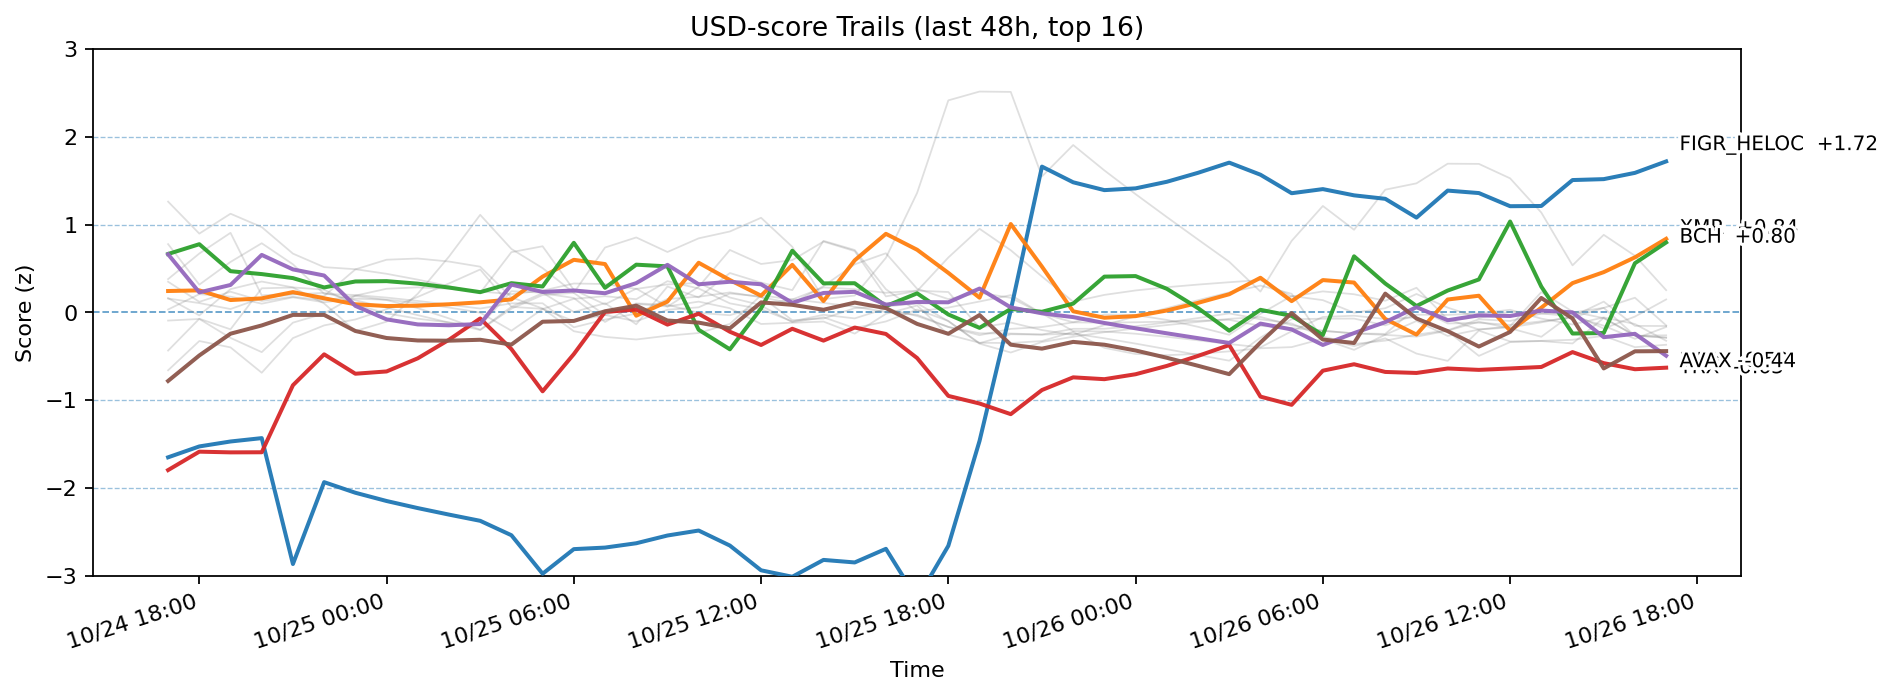 USD-score Trails (last 48h, top 16)
3
2
1
0
−1
−2
−3
Score (z)
FIGR_HELOC +1.72
BCH +0.80
AVAX -0.44
10/24 18:00
10/25 00:00
10/25 06:00
10/25 12:00
10/25 18:00
10/26 00:00
10/26 06:00
10/26 12:00
10/26 18:00
Time